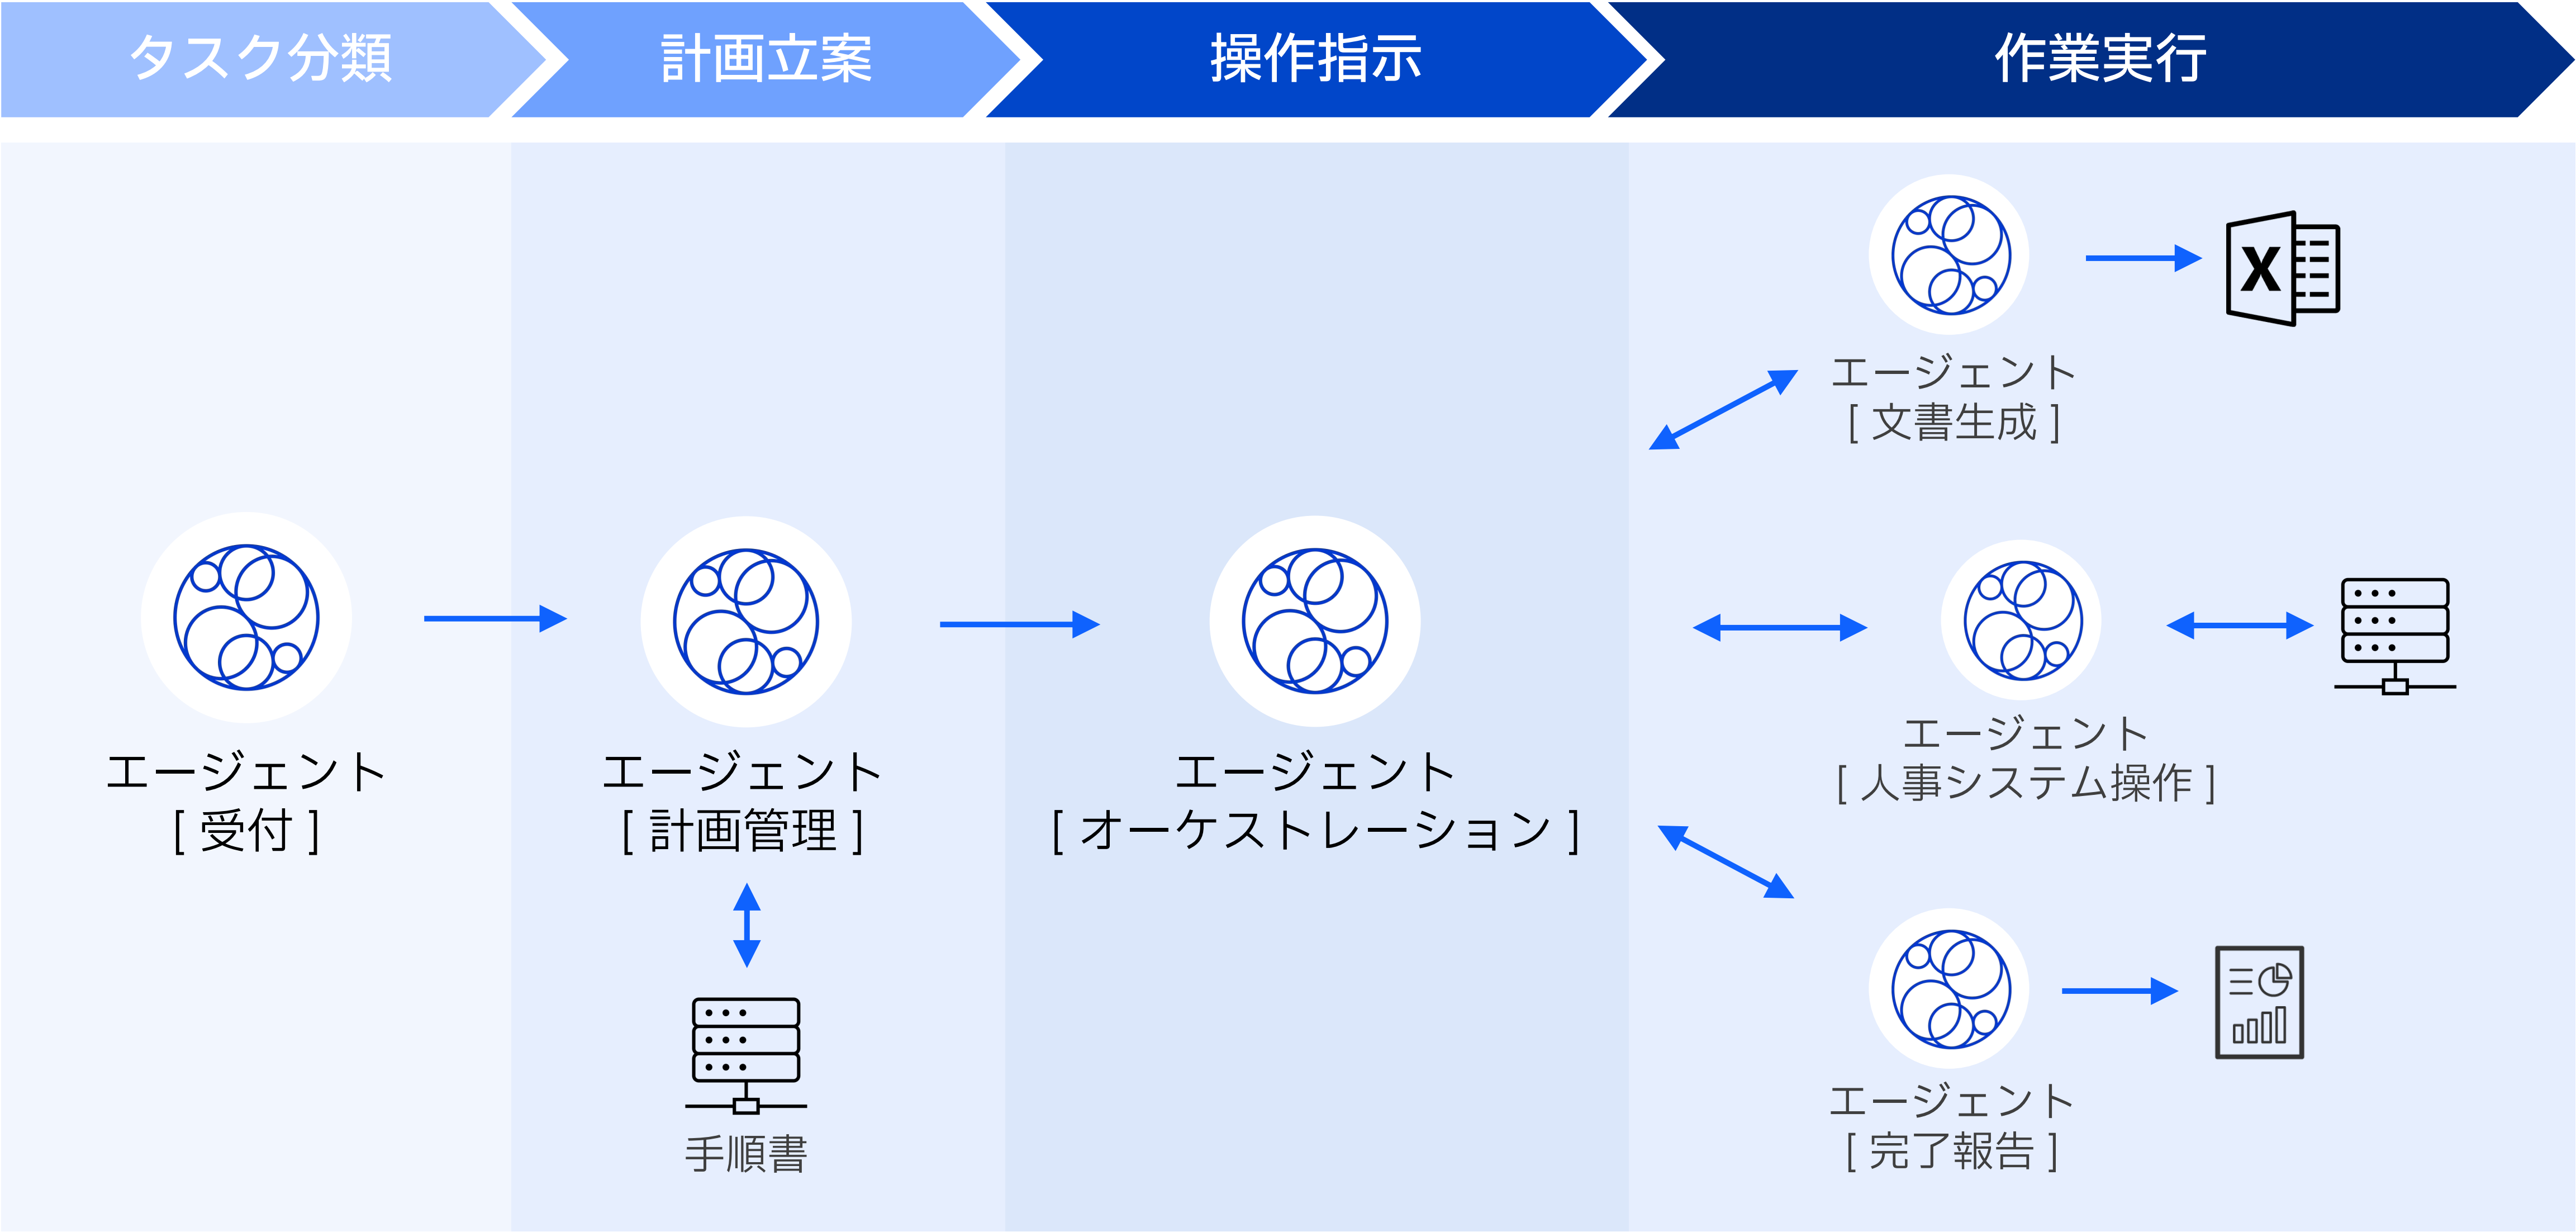 タスク分類
計画立案
操作指示
作業実行
エージェント
[ 受付 ]
エージェント
[ 計画管理 ]
手順書
エージェント
[ オーケストレーション ]
エージェント
[ 文書生成 ]
X
エージェント
[ 人事システム操作 ]
エージェント
[ 完了報告 ]